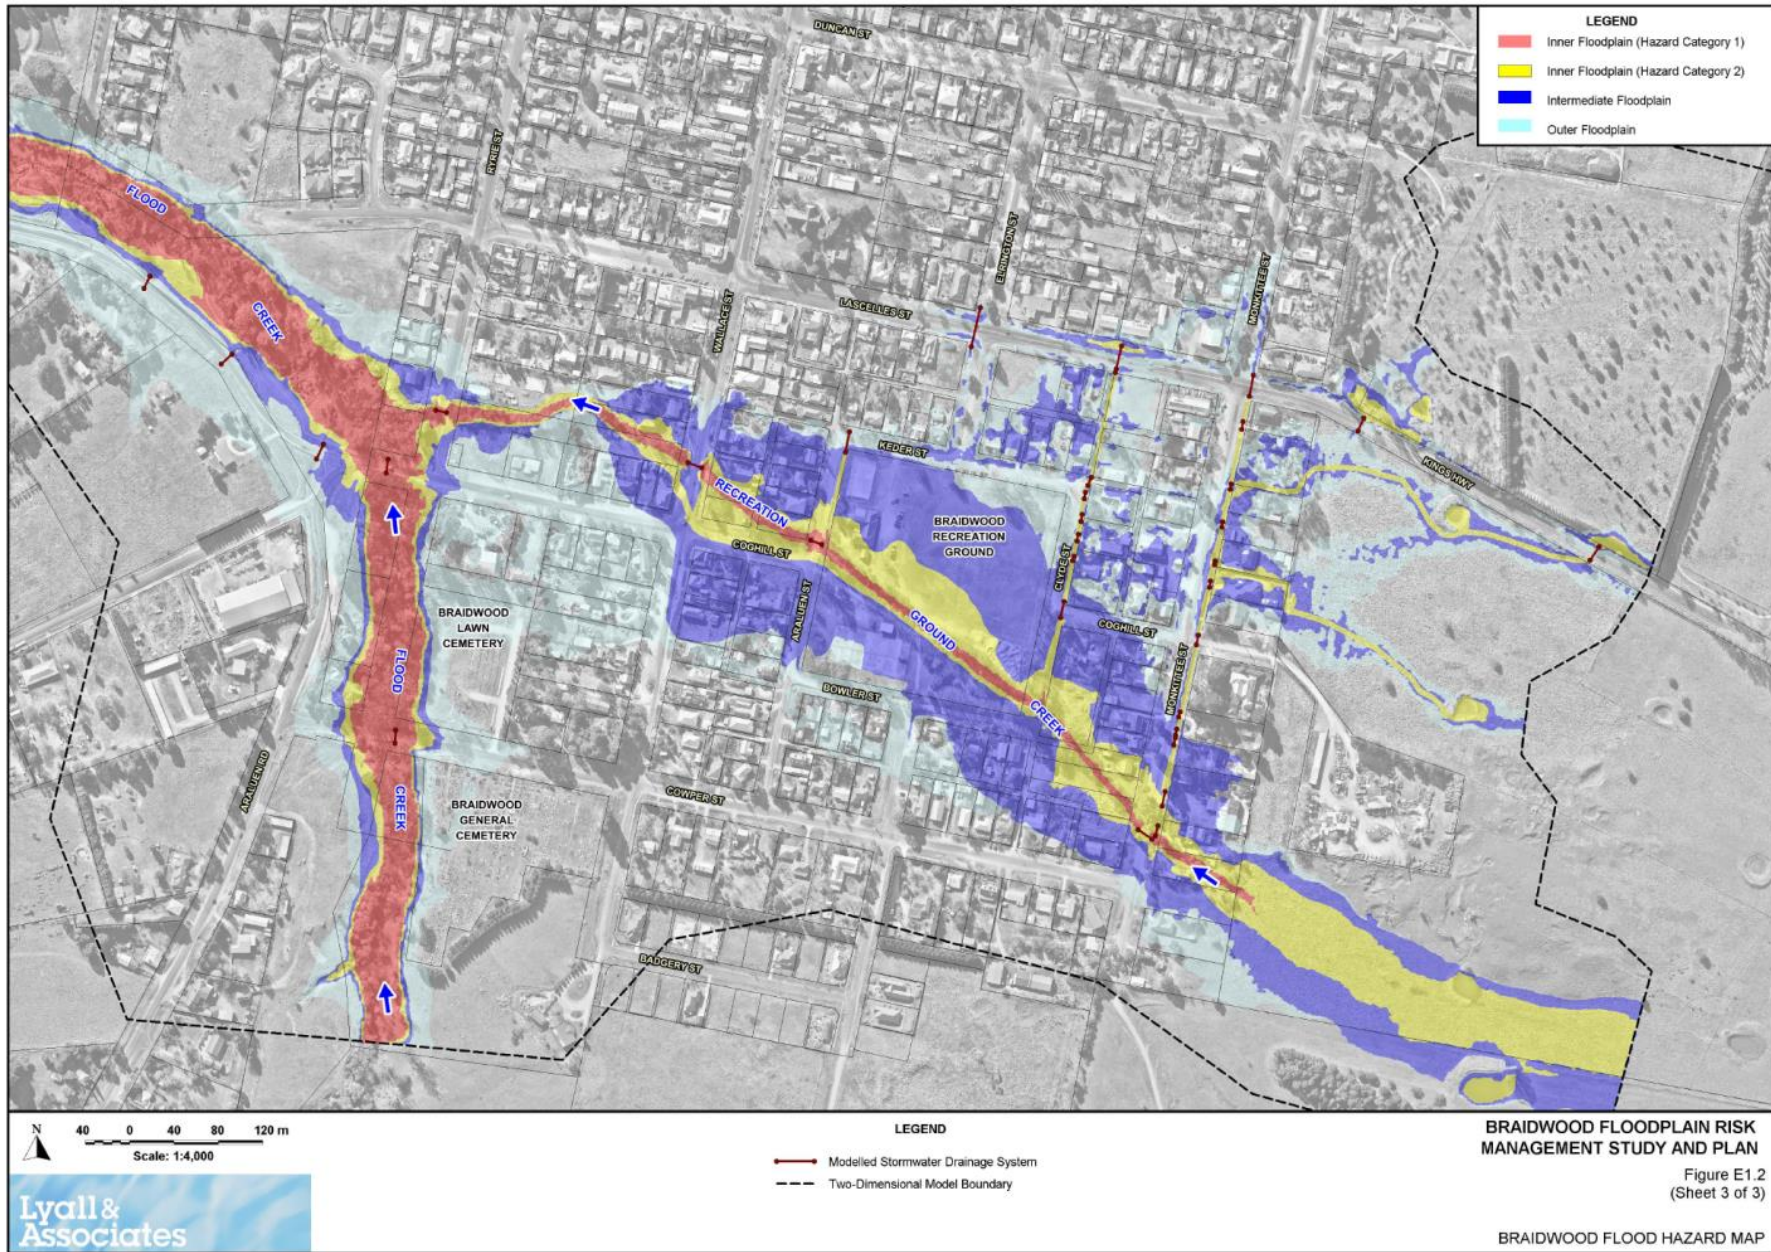 LEGEND
Inner Floodplain (Hazard Category 1)
Inner Floodplain (Hazard Category 2)
Intermediate Floodplain
Outer Floodplain
DUNCAN ST
RYRIE ST
FLOOD
CREEK
ELRINGTON ST
MONKITTEE ST
WALLACE ST
LASCELLES ST
KEDER ST
KINGS HWY
RECREATION
BRAIDWOOD
RECREATION
GROUND
COGHILL ST
CLYDE ST
ARALUEN ST
GROUND
COGHILL ST
BRAIDWOOD
LAWN
CEMETERY
FLOOD
MONKITTEE ST
BOWLER ST
CREEK
ARALUEN RD
CREEK
BRAIDWOOD
GENERAL
CEMETERY
COWPER ST
BADGERY ST
N
40 0 40 80 120 m
Scale: 1:4,000
Lyall &
Associates
LEGEND
Modelled Stormwater Drainage System
Two-Dimensional Model Boundary
BRAIDWOOD FLOODPLAIN RISK
MANAGEMENT STUDY AND PLAN
Figure E1.2
(Sheet 3 of 3)
BRAIDWOOD FLOOD HAZARD MAP